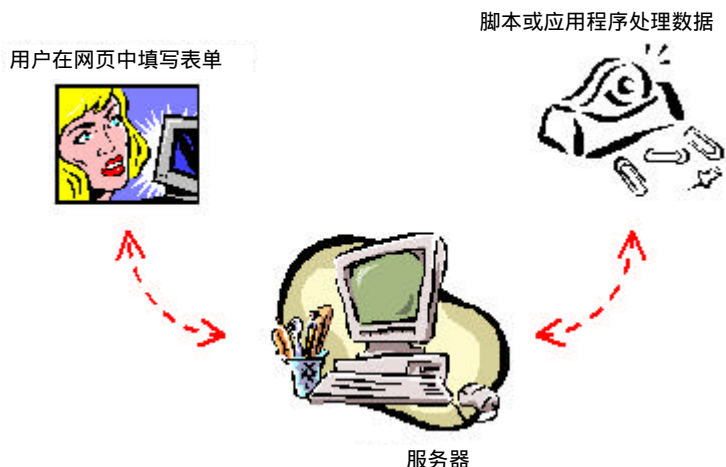 脚本或应用程序处理数据
用户在网页中填写表单
服务器